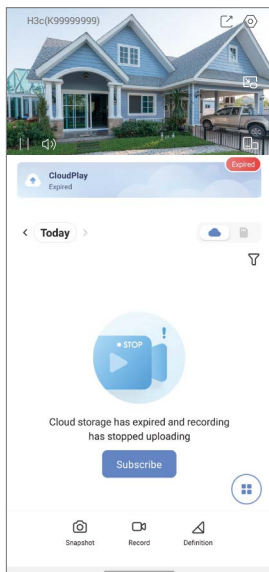 H3c(K99999999)
Expired
CloudPlay
Expired
Today
STOP
Cloud storage has expired and recording
has stopped uploading
Subscribe
Snapshot
Record
Definition